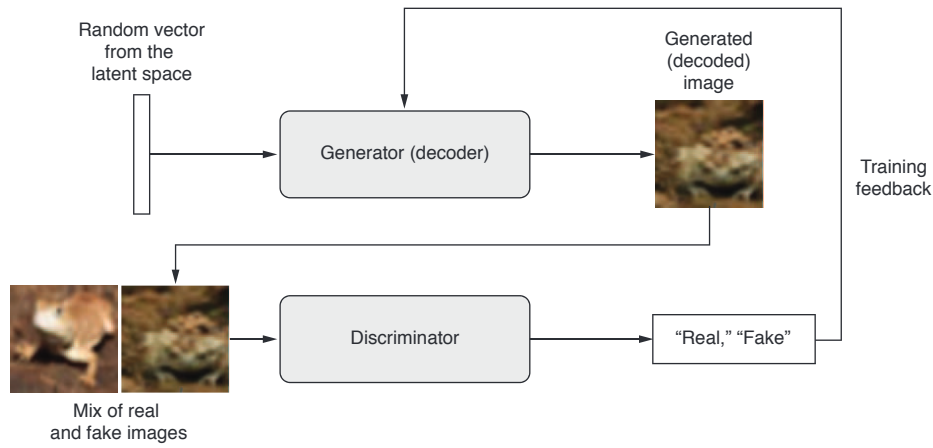 Random vector
from the
latent space
Generator (decoder)
Generated
(decoded)
image
Training
feedback
Discriminator
“Real,” “Fake”
Mix of real
and fake images